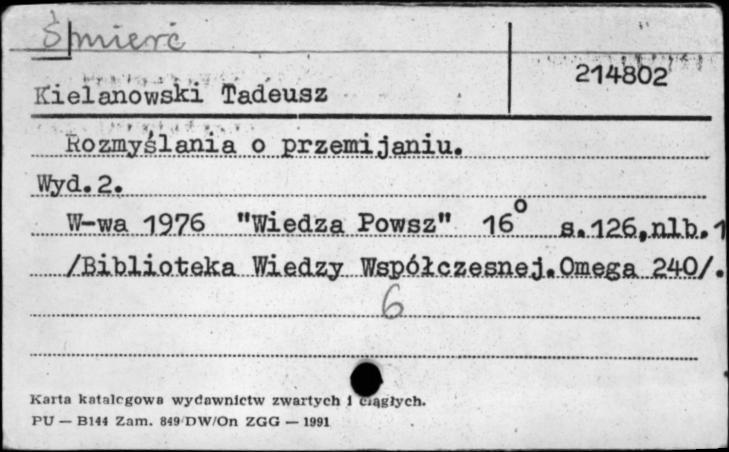 Śmierć
214802
Kielanowski Tadeusz
Rozmyślania o przemijaniu.
Wyd.2.
W-wa 1976 "Wiedza Powsz" 16° s.126,nlb.1
/Biblioteka Wiedzy Współczesnej.Omega 240/.
6
Karta katalogowa wydawnictw zwartych i ciągłych.
PU — B144 Zam. 849/DW/On ZGG — 1991